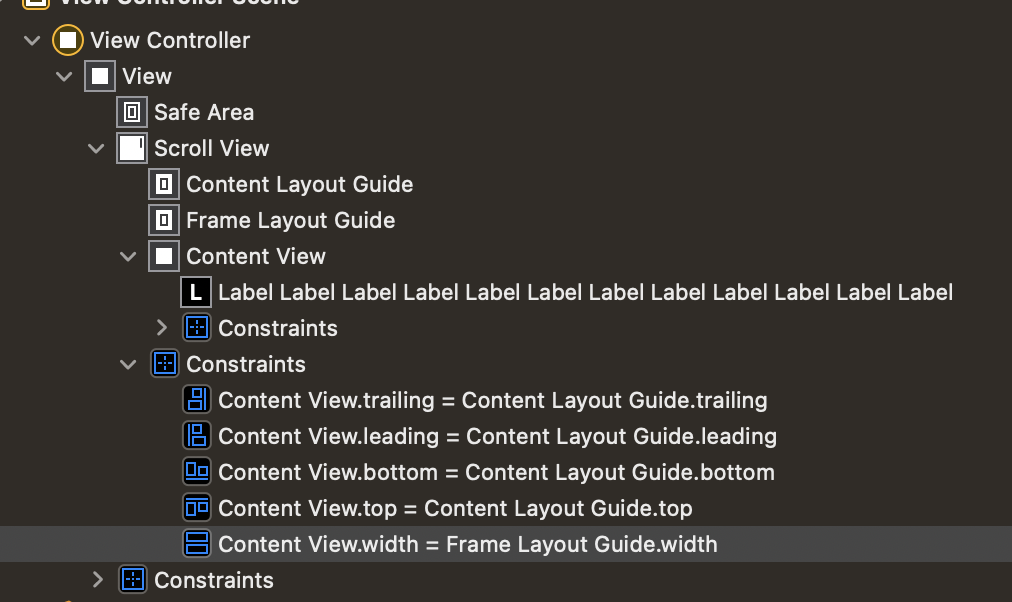 View Controller Scene
View Controller
View
Safe Area
Scroll View
Content Layout Guide
Frame Layout Guide
Content View
L Label Label Label Label Label Label Label Label Label Label Label Label
Constraints
Constraints
Content View.trailing = Content Layout Guide.trailing
Content View.leading = Content Layout Guide.leading
Content View.bottom = Content Layout Guide.bottom
Content View.top = Content Layout Guide.top
Content View.width = Frame Layout Guide.width
Constraints